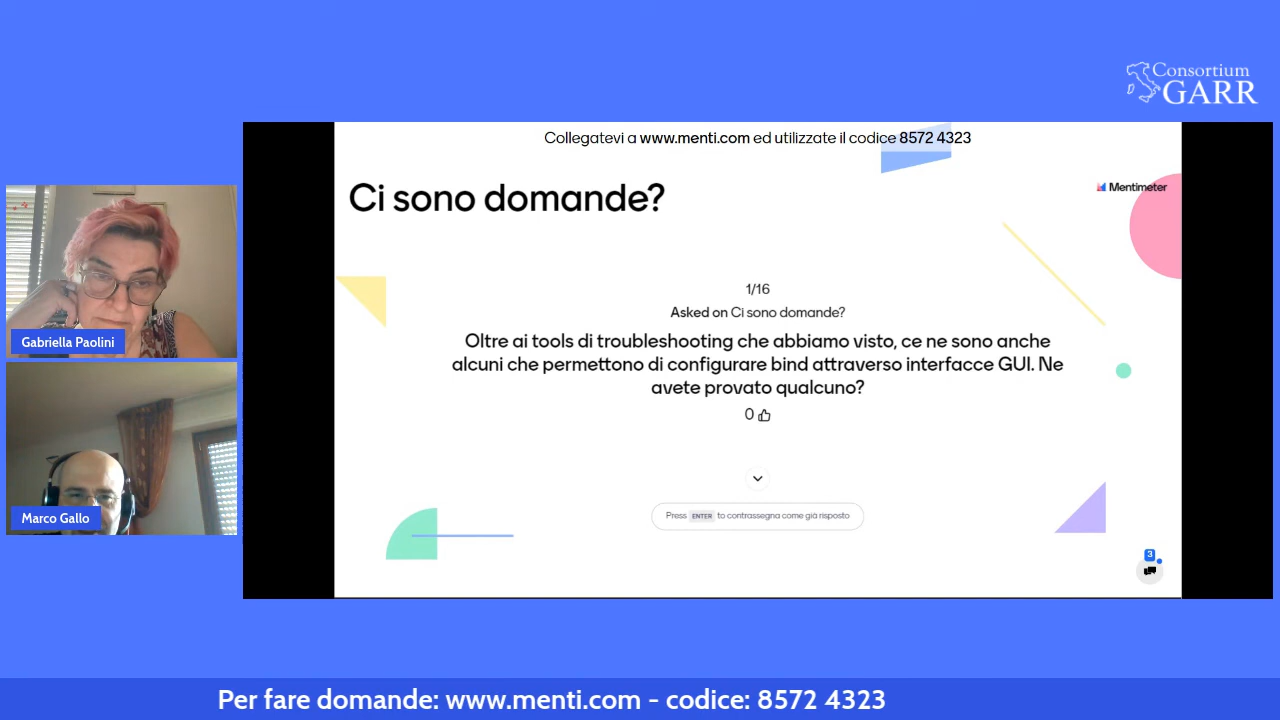 Consortium
GARR
Collegatevi a www.menti.com ed utilizzate il codice 8572 4323
Ci sono domande?
Mentimeter
1/16
Asked on Ci sono domande?
Oltre ai tools di troubleshooting che abbiamo visto, ce ne sono anche
alcuni che permettono di configurare bind attraverso interfacce GUI. Ne
avete provato qualcuno?
0
Press ENTER to contrassegna come già risposto
3
Gabriella Paolini
Marco Gallo
Per fare domande: www.menti.com - codice: 8572 4323